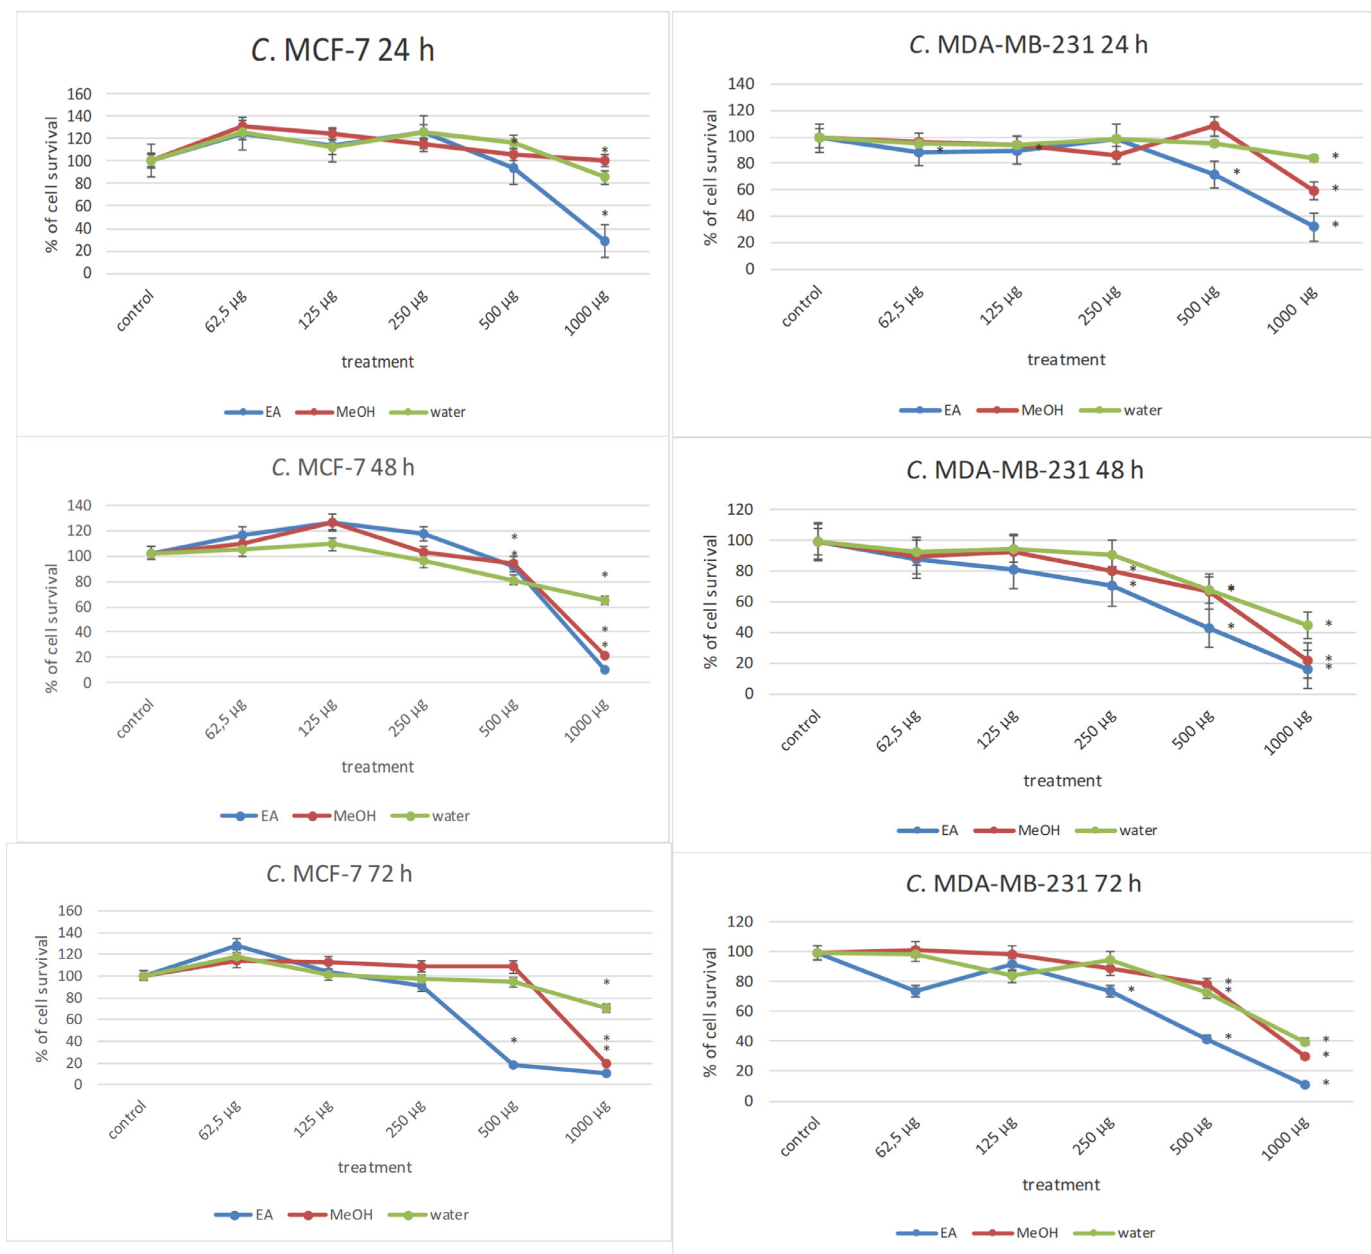 C. MCF-7 24 h
% of cell survival
160
140
120
100
80
60
40
20
0
control
62,5 µg
125 µg
250 µg
500 µg
1000 µg
treatment
EA MeOH water
C. MDA-MB-231 24 h
% of cell survival
140
120
100
80
60
40
20
0
control
62,5 µg
125 µg
250 µg
500 µg
1000 µg
treatment
EA MeOH water
C. MCF-7 48 h
% of cell survival
140
120
100
80
60
40
20
0
control
62,5 µg
125 µg
250 µg
500 µg
1000 µg
treatment
EA MeOH water
C. MDA-MB-231 48 h
% of cell survival
120
100
80
60
40
20
0
control
62,5 µg
125 µg
250 µg
500 µg
1000 µg
treatment
EA MeOH water
C. MCF-7 72 h
% of cell survival
160
140
120
100
80
60
40
20
0
control
62,5 µg
125 µg
250 µg
500 µg
1000 µg
treatment
EA MeOH water
C. MDA-MB-231 72 h
% of cell survival
120
100
80
60
40
20
0
control
62,5 µg
125 µg
250 µg
500 µg
1000 µg
treatment
EA MeOH water